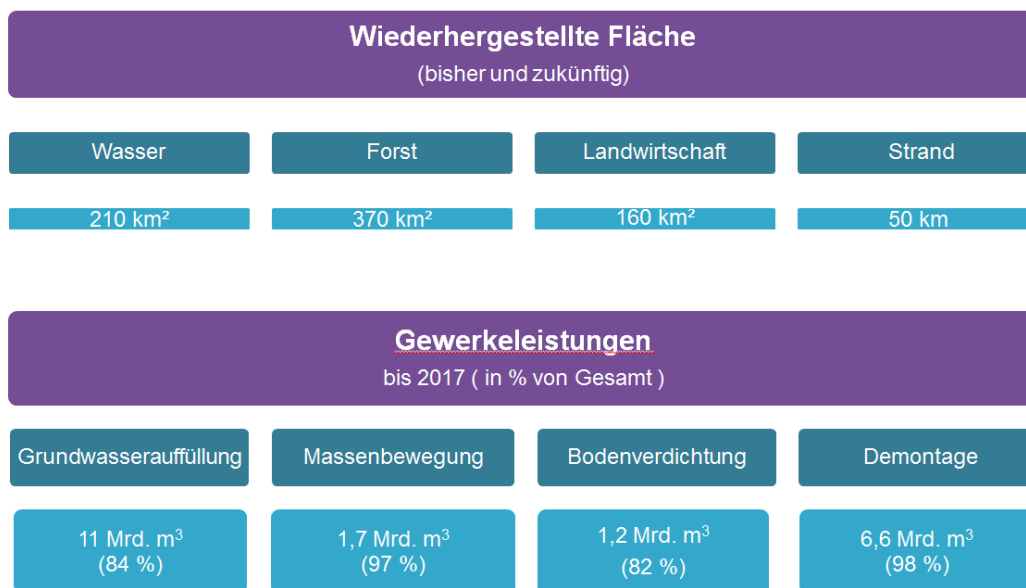 Wiederhergestellte Fläche
(bisher und zukünftig)
Wasser Forst Landwirtschaft Strand
210 km² 370 km² 160 km² 50 km
Gewerkeleistungen
bis 2017 ( in % von Gesamt )
Grundwasserauffüllung Massenbewegung Bodenverdichtung Demontage
11 Mrd. m³ 1,7 Mrd. m³ 1,2 Mrd. m³ 6,6 Mrd. m³
(84 %) (97 %) (82 %) (98 %)